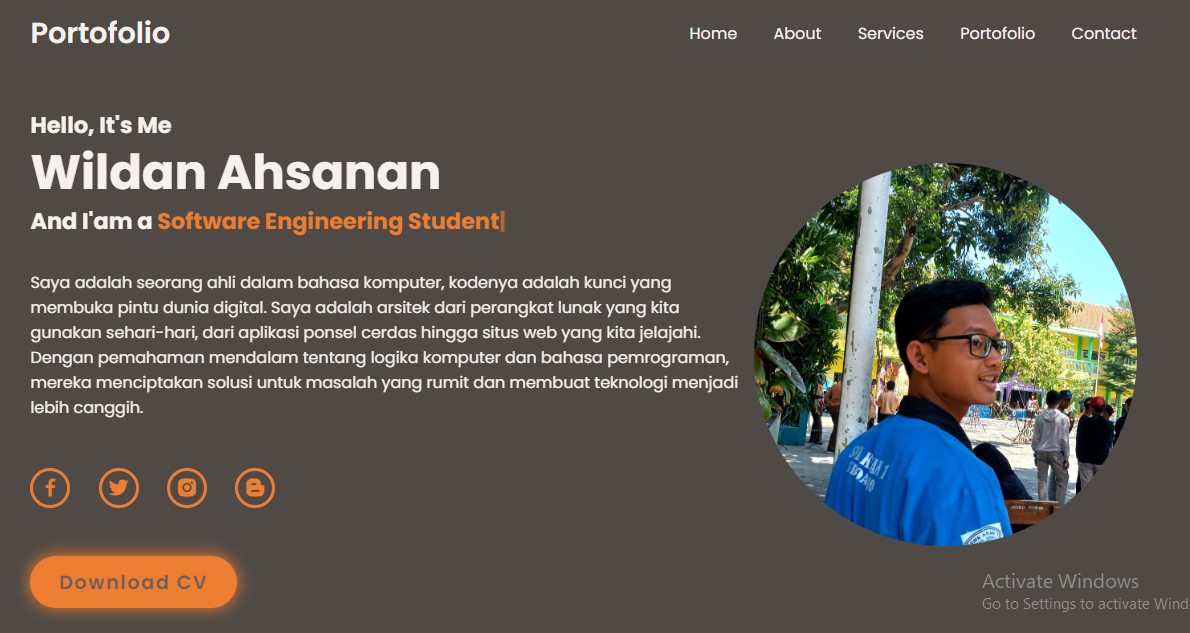 Portofolio
Home About Services Portofolio Contact
Hello, It's Me
Wildan Ahsanan
And I'am a Software Engineering Student
Saya adalah seorang ahli dalam bahasa komputer, kodenya adalah kunci yang
membuka pintu dunia digital. Saya adalah arsitek dari perangkat lunak yang kita
gunakan sehari-hari, dari aplikasi ponsel cerdas hingga situs web yang kita jelajahi.
Dengan pemahaman mendalam tentang logika komputer dan bahasa pemrograman,
mereka menciptakan solusi untuk masalah yang rumit dan membuat teknologi menjadi
lebih canggih.
Download CV
Activate Windows
Go to Settings to activate Wind